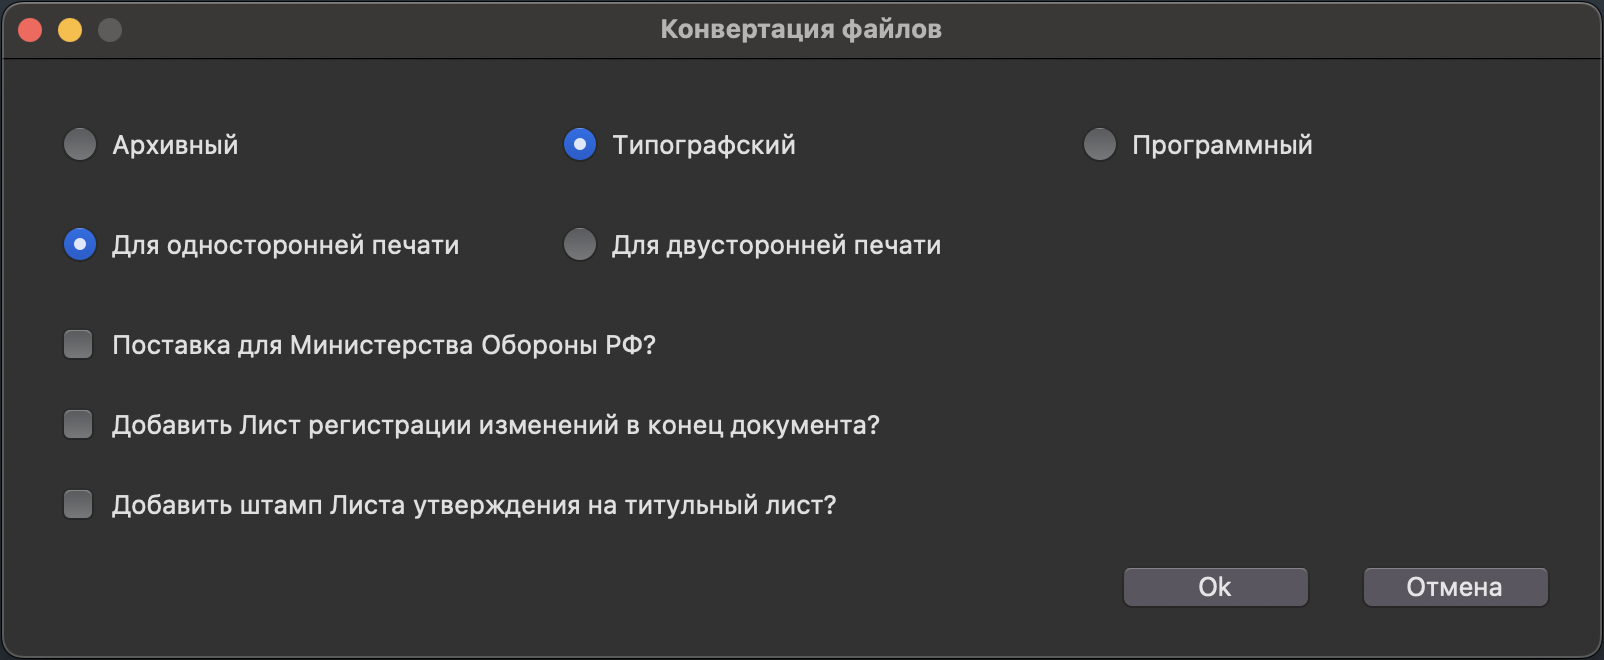 Конвертация файлов
Архивный Типографский Программный
Для односторонней печати Для двусторонней печати
Поставка для Министерства Обороны РФ?
Добавить Лист регистрации изменений в конец документа?
Добавить штамп Листа утверждения на титульный лист?
Ok Отмена